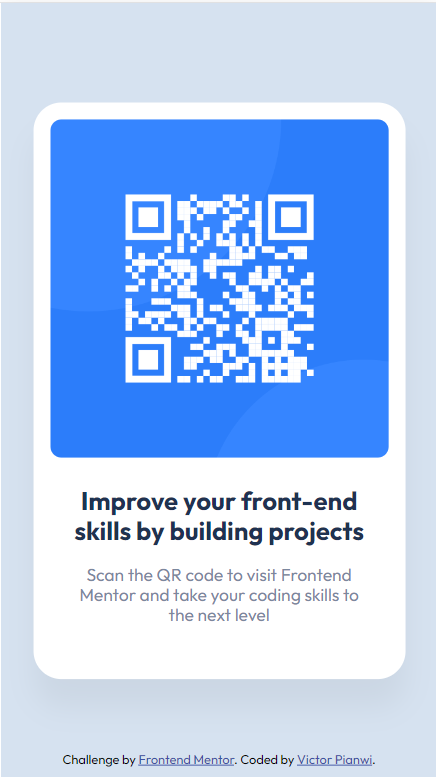 Improve your front-end
skills by building projects
Scan the QR code to visit Frontend
Mentor and take your coding skills to
the next level
Challenge by Frontend Mentor. Coded by Victor Pianwi.